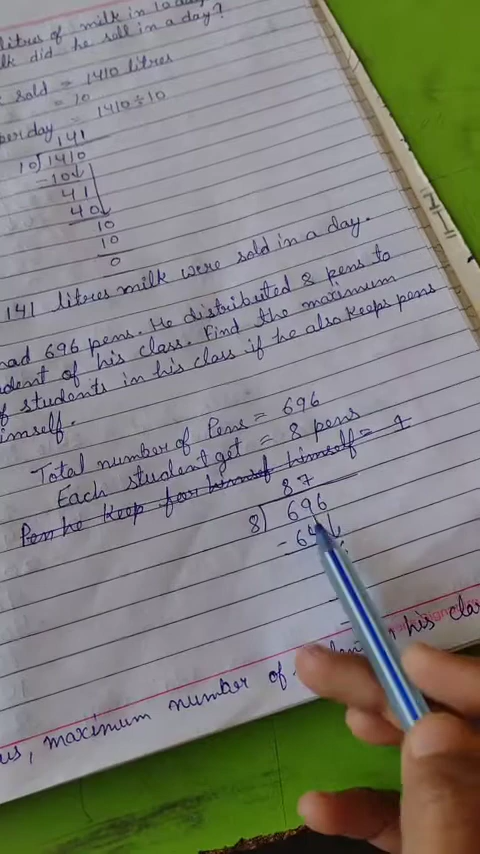 litres of milk in 10 day
lk did he sell in a day?
sold = 1410 litres
= 10
per day = 1410÷10
141
10)1410
-10↓
41
40↓
10
10
0
141 litres milk were sold in a day.
had 696 pens. He distributed 8 pens to
dent of his class. Find the maximum
of students in his class if he also keeps pens
imself.
Total number of Pens = 696
Each student get = 8 pens
Pen he keep for himself himself =
87
8)696
-64↓
us, maximum number of his clas